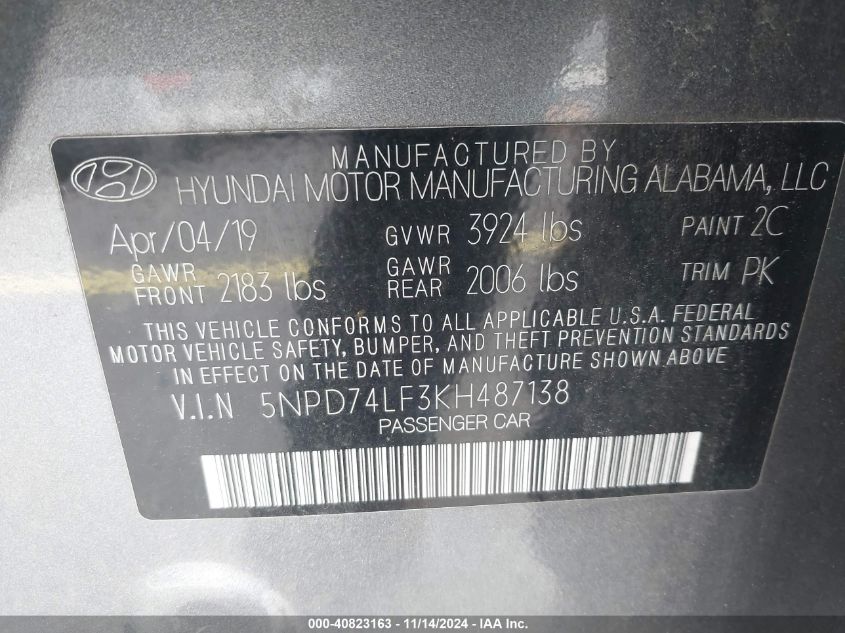 MANUFACTURED BY
HYUNDAI MOTOR MANUFACTURING ALABAMA, LLC
Apr/04/19 GVWR 3924 lbs PAINT 2C
GAWR FRONT 2183 lbs GAWR REAR 2006 lbs TRIM PK
THIS VEHICLE CONFORMS TO ALL APPLICABLE U.S.A. FEDERAL
MOTOR VEHICLE SAFETY, BUMPER, AND THEFT PREVENTION STANDARDS
IN EFFECT ON THE DATE OF MANUFACTURE SHOWN ABOVE
V.I.N 5NPD74LF3KH487138
PASSENGER CAR
000-40823163 - 11/14/2024 - IAA Inc.